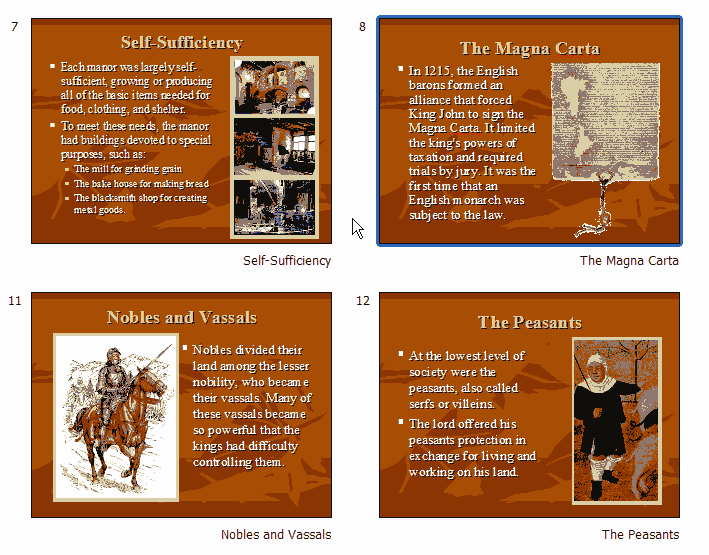 7
Self-Sufficiency
Each manor was largely self-
sufficient, growing or producing
all of the basic items needed for
food, clothing, and shelter.
To meet these needs, the manor
had buildings devoted to special
purposes, such as:
The mill for grinding grain
The bake house for making bread
The blacksmith shop for creating
metal goods.
Self-Sufficiency
8
The Magna Carta
In 1215, the English
barons formed an
alliance that forced
King John to sign the
Magna Carta. It limited
the king's powers of
taxation and required
trials by jury. It was the
first time that an
English monarch was
subject to the law.
The Magna Carta
11
Nobles and Vassals
Nobles divided their
land among the lesser
nobility, who became
their vassals. Many of
these vassals became
so powerful that the
kings had difficulty
controlling them.
Nobles and Vassals
12
The Peasants
At the lowest level of
society were the
peasants, also called
serfs or villeins.
The lord offered his
peasants protection in
exchange for living and
working on his land.
The Peasants